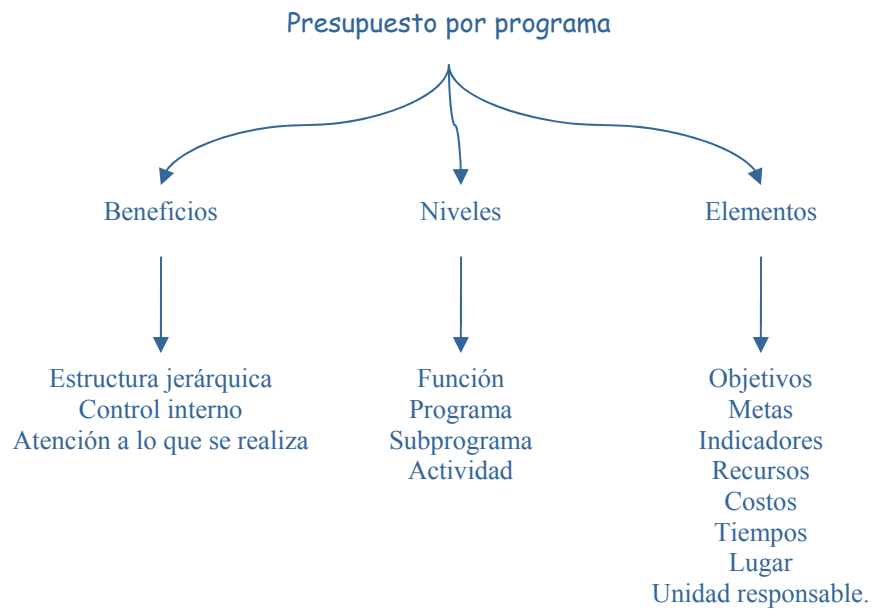 Presupuesto por programa
Beneficios
Niveles
Elementos
Estructura jerárquica
Control interno
Atención a lo que se realiza
Función
Programa
Subprograma
Actividad
Objetivos
Metas
Indicadores
Recursos
Costos
Tiempos
Lugar
Unidad responsable.